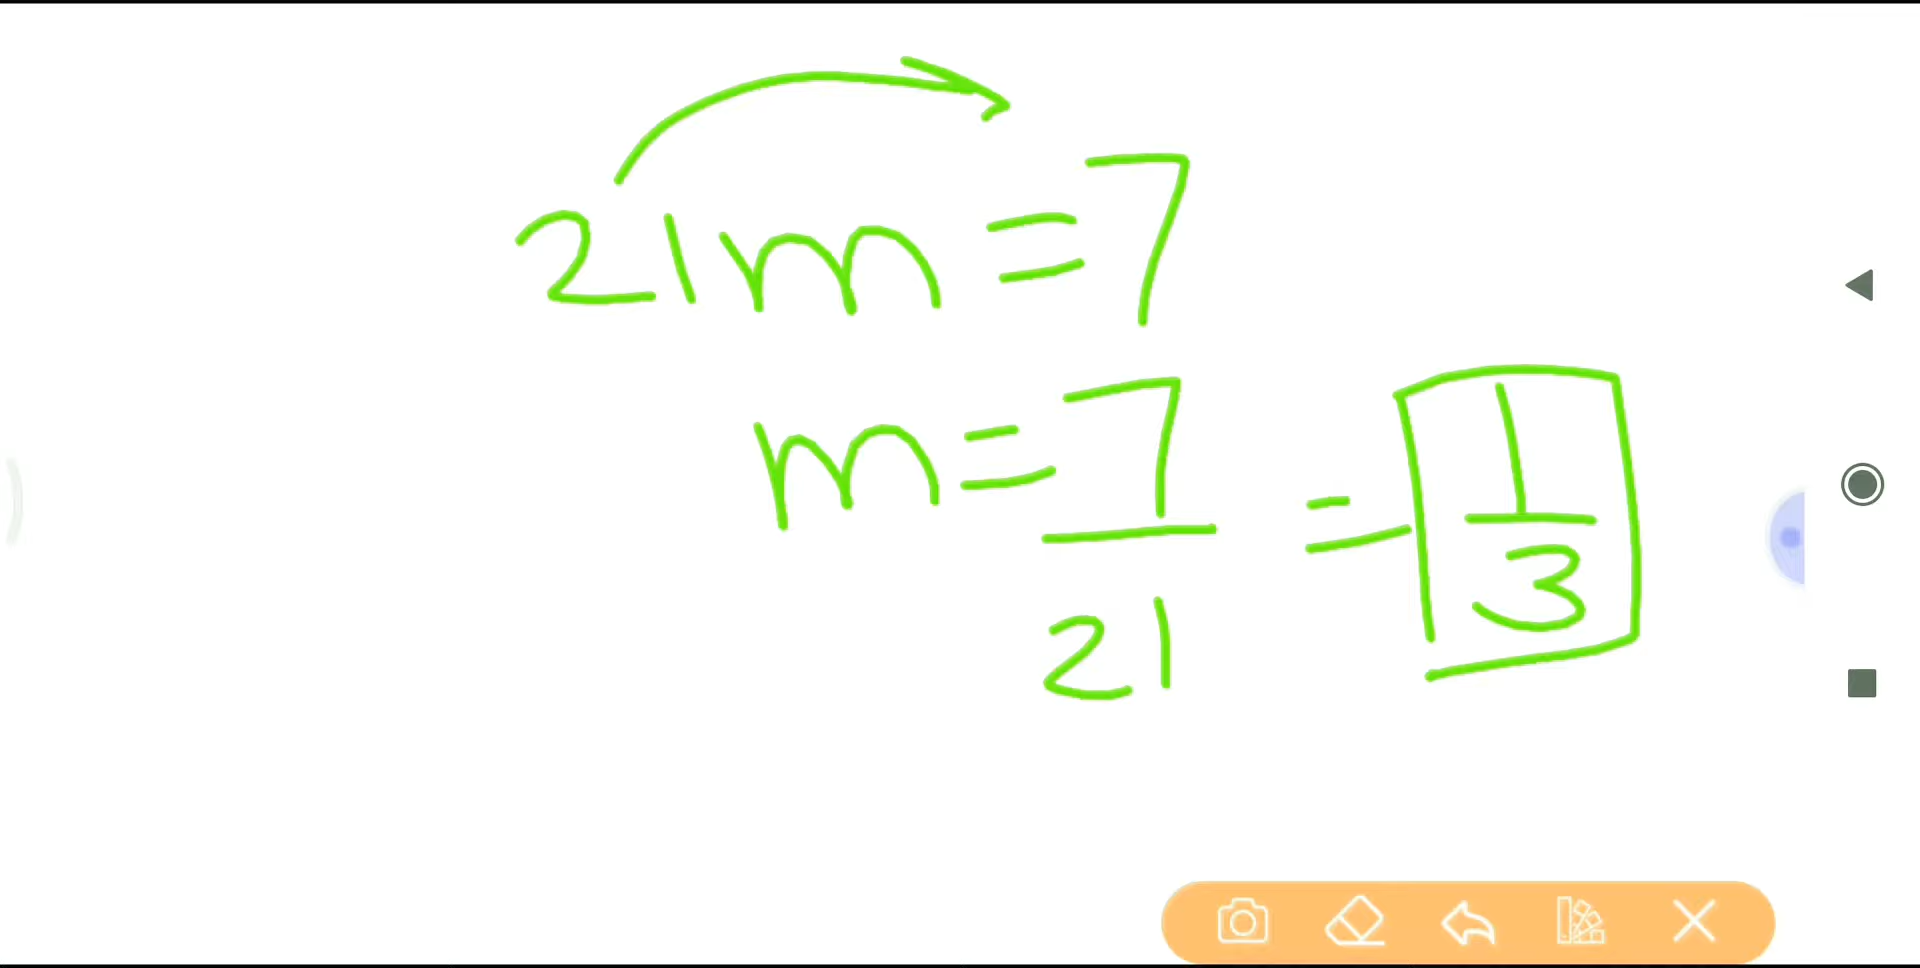 21m = 7
m = 7/21 = 1/3